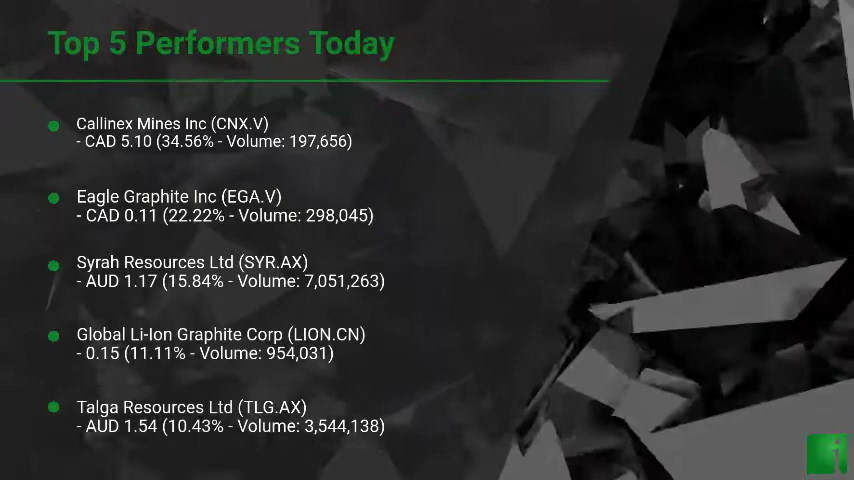 Top 5 Performers Today
Callinex Mines Inc (CNX.V)
- CAD 5.10 (34.56% - Volume: 197,656)
Eagle Graphite Inc (EGA.V)
- CAD 0.11 (22.22% - Volume: 298,045)
Syrah Resources Ltd (SYR.AX)
- AUD 1.17 (15.84% - Volume: 7,051,263)
Global Li-Ion Graphite Corp (LION.CN)
- 0.15 (11.11% - Volume: 954,031)
Talga Resources Ltd (TLG.AX)
- AUD 1.54 (10.43% - Volume: 3,544,138)
i